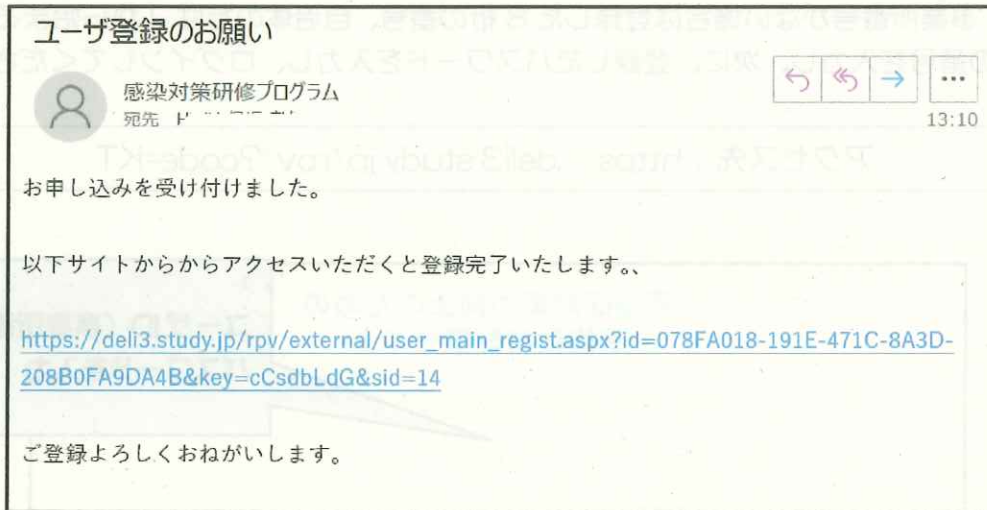 ユーザ登録のお願い
感染対策研修プログラム
宛先
13:10
お申し込みを受け付けました。
以下サイトからからアクセスいただくと登録完了いたします。、
https://deli3.study.jp/rpv/external/user_main_regist.aspx?id=078FA018-191E-471C-8A3D-
208B0FA9DA4B&key=cCsdbLdG&sid=14
ご登録よろしくおねがいします。